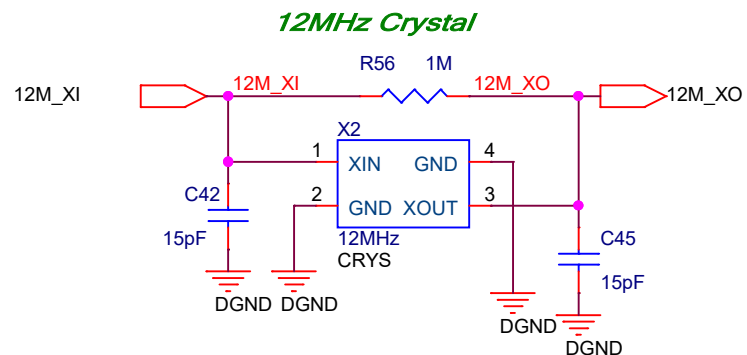 12MHz Crystal
R56 1M
12M_XI 12M_XI 12M_XO 12M_XO
X2
1 XIN GND 4
C42
2 GND XOUT 3
15pF 12MHz C45
CRYS
15pF
DGND DGND
DGND
DGND